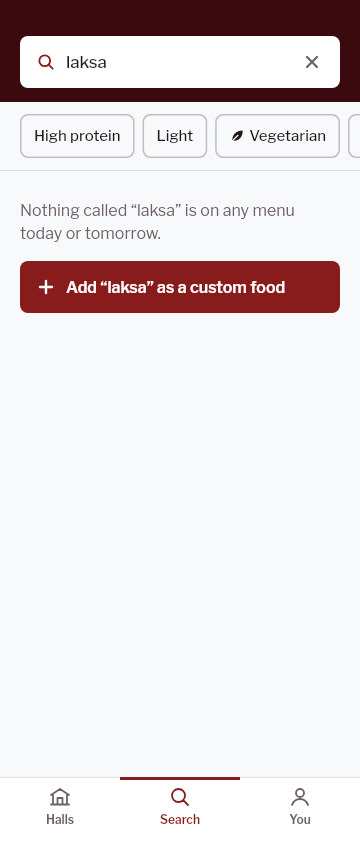 laksa
High protein
Light
Vegetarian
Nothing called “laksa” is on any menu
today or tomorrow.
Add “laksa” as a custom food
Halls
Search
You